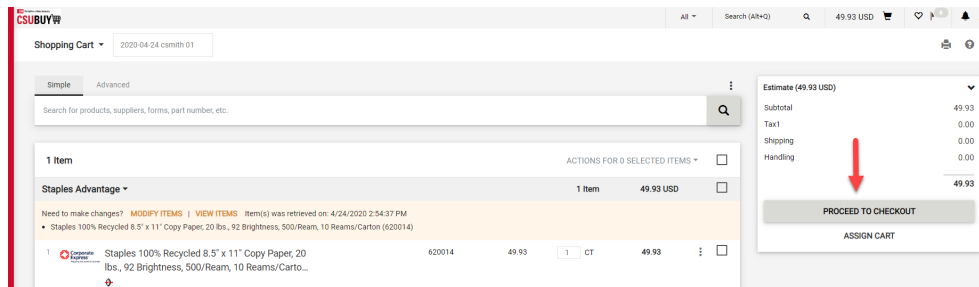 CSUBUY
All
Search (Alt+Q)
49.93 USD
Shopping Cart
2020-04-24 csmith 01
Simple
Advanced
Search for products, suppliers, forms, part number, etc.
1 Item
ACTIONS FOR 0 SELECTED ITEMS
Staples Advantage
1 Item
49.93 USD
Need to make changes? MODIFY ITEMS | VIEW ITEMS Item(s) was retrieved on: 4/24/2020 2:54:37 PM
• Staples 100% Recycled 8.5" x 11" Copy Paper, 20 lbs., 92 Brightness, 500/Ream, 10 Reams/Carton (620014)
1
Corporate Express
Staples 100% Recycled 8.5" x 11" Copy Paper, 20
lbs., 92 Brightness, 500/Ream, 10 Reams/Carto...
620014
49.93
1 CT
49.93
Estimate (49.93 USD)
Subtotal 49.93
Tax1 0.00
Shipping 0.00
Handling 0.00
49.93
PROCEED TO CHECKOUT
ASSIGN CART